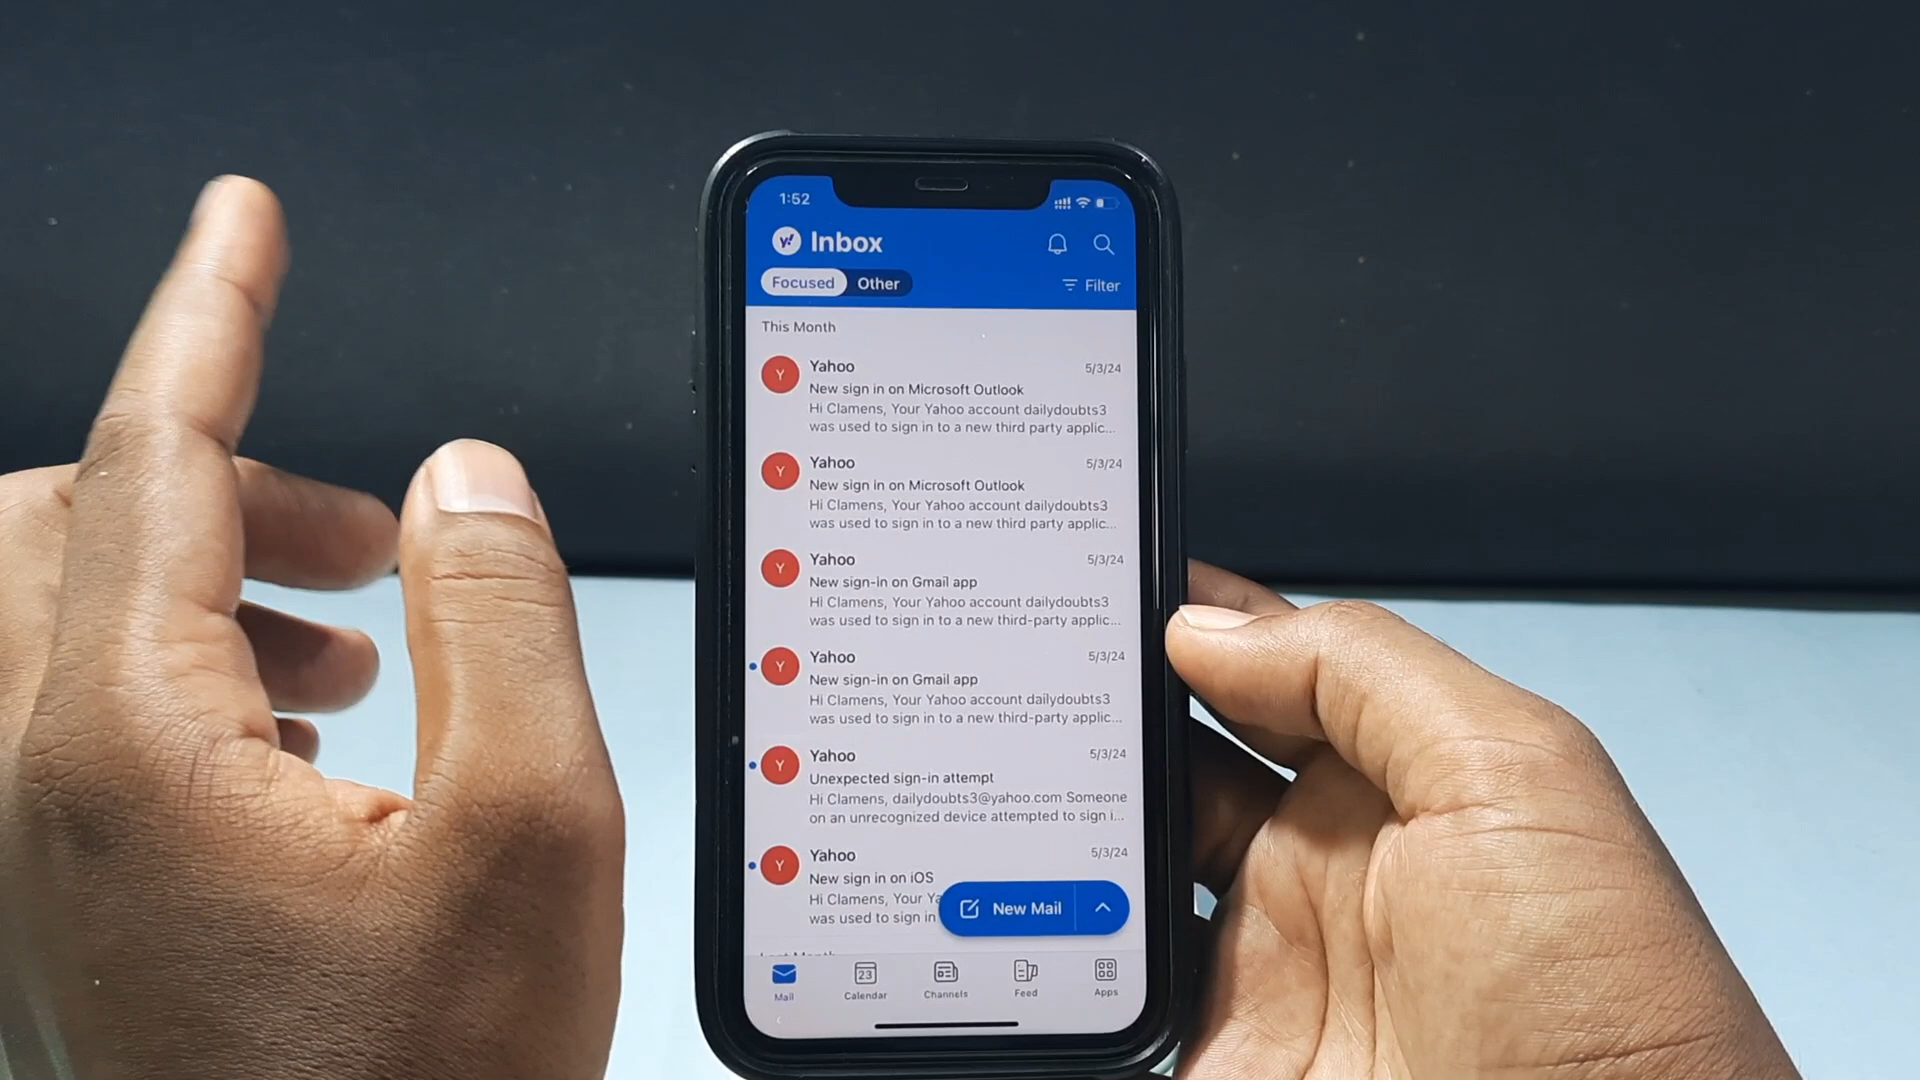 1:52
y! Inbox
Focused Other Filter
This Month
Y Yahoo 5/3/24
New sign in on Microsoft Outlook
Hi Clamens, Your Yahoo account dailydoubts3
was used to sign in to a new third party applic...
Y Yahoo 5/3/24
New sign in on Microsoft Outlook
Hi Clamens, Your Yahoo account dailydoubts3
was used to sign in to a new third party applic...
Y Yahoo 5/3/24
New sign-in on Gmail app
Hi Clamens, Your Yahoo account dailydoubts3
was used to sign in to a new third-party applic...
Y Yahoo 5/3/24
New sign-in on Gmail app
Hi Clamens, Your Yahoo account dailydoubts3
was used to sign in to a new third-party applic...
Y Yahoo 5/3/24
Unexpected sign-in attempt
Hi Clamens, dailydoubts3@yahoo.com Someone
on an unrecognized device attempted to sign i...
Y Yahoo 5/3/24
New sign in on iOS
Hi Clamens, Your Ya
was used to sign in
New Mail
23
Mail Calendar Channels Feed Apps